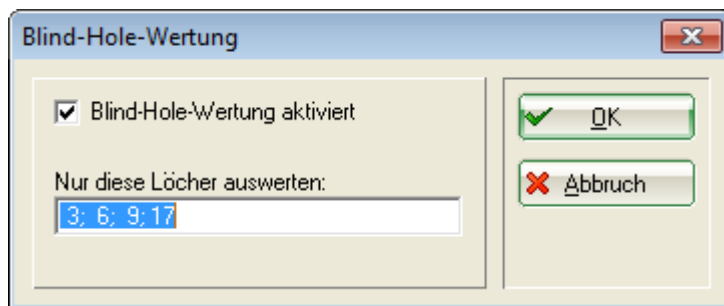 Blind-Hole-Wertung
Blind-Hole-Wertung aktiviert
OK
Nur diese Löcher auswerten:
Abbruch
3; 6; 9; 17